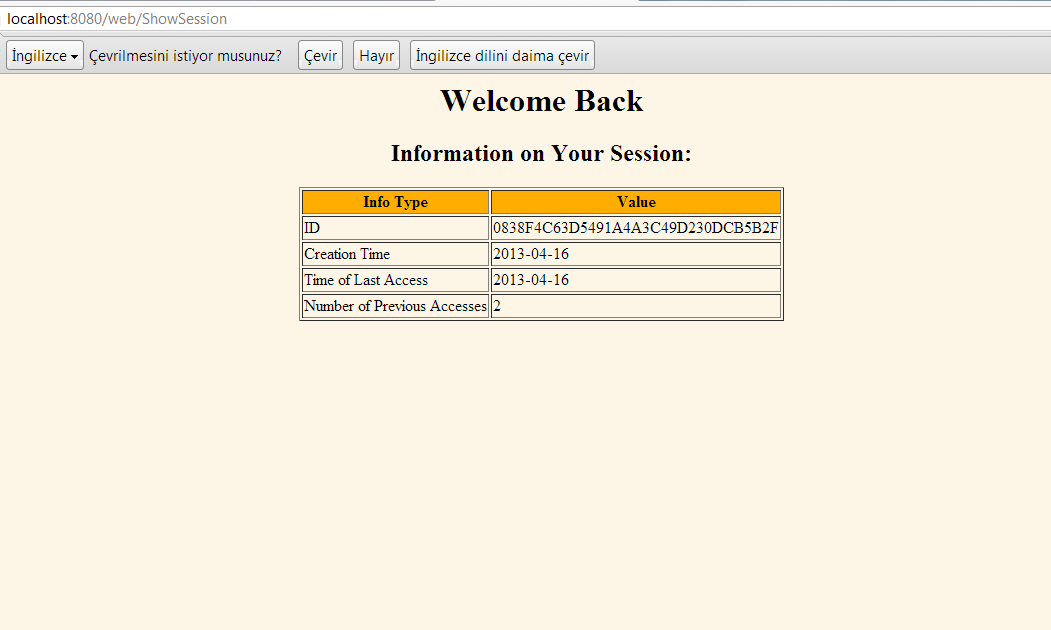 localhost:8080/web/ShowSession
İngilizce Çevrilmesini istiyor musunuz? Çevir Hayır İngilizce dilini daima çevir
Welcome Back
Information on Your Session:
Info Type Value
ID 0838F4C63D5491A4A3C49D230DCB5B2F
Creation Time 2013-04-16
Time of Last Access 2013-04-16
Number of Previous Accesses 2